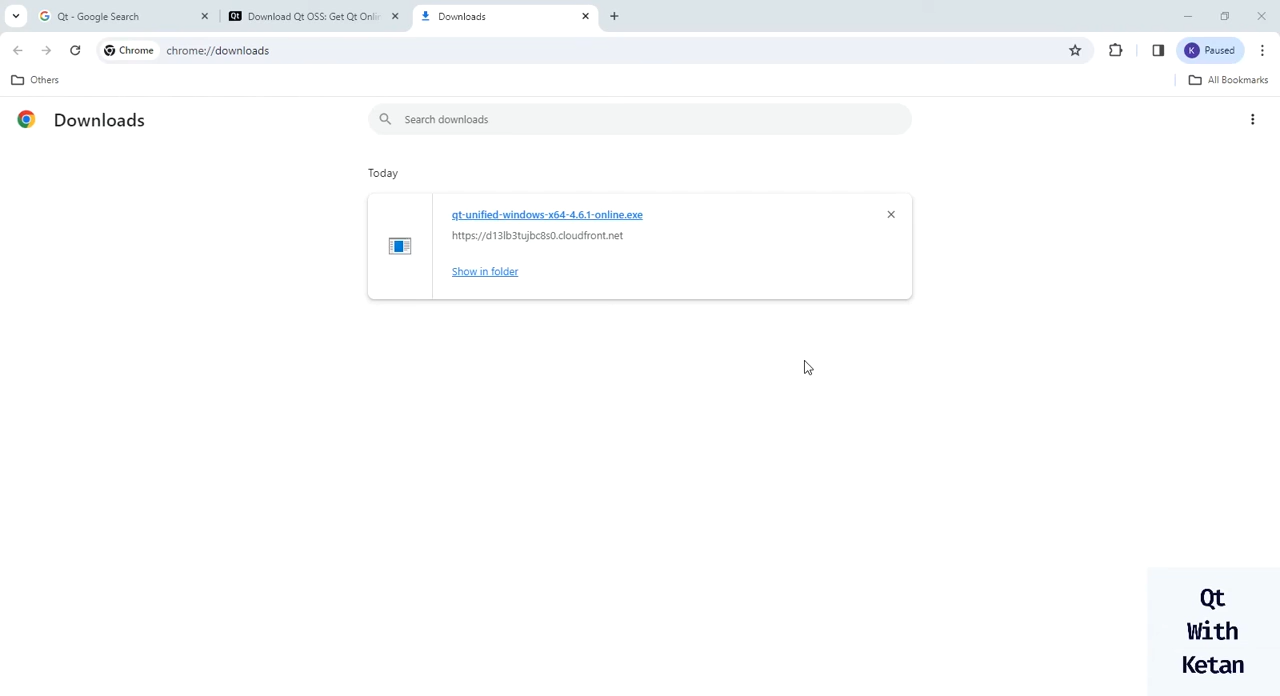 Qt - Google Search
Download Qt OSS: Get Qt Onli
Downloads
Chrome
chrome://downloads
K
Paused
Others
All Bookmarks
Downloads
Search downloads
Today
qt-unified-windows-x64-4.6.1-online.exe
https://d13lb3tujbc8s0.cloudfront.net
Show in folder
Qt
With
Ketan